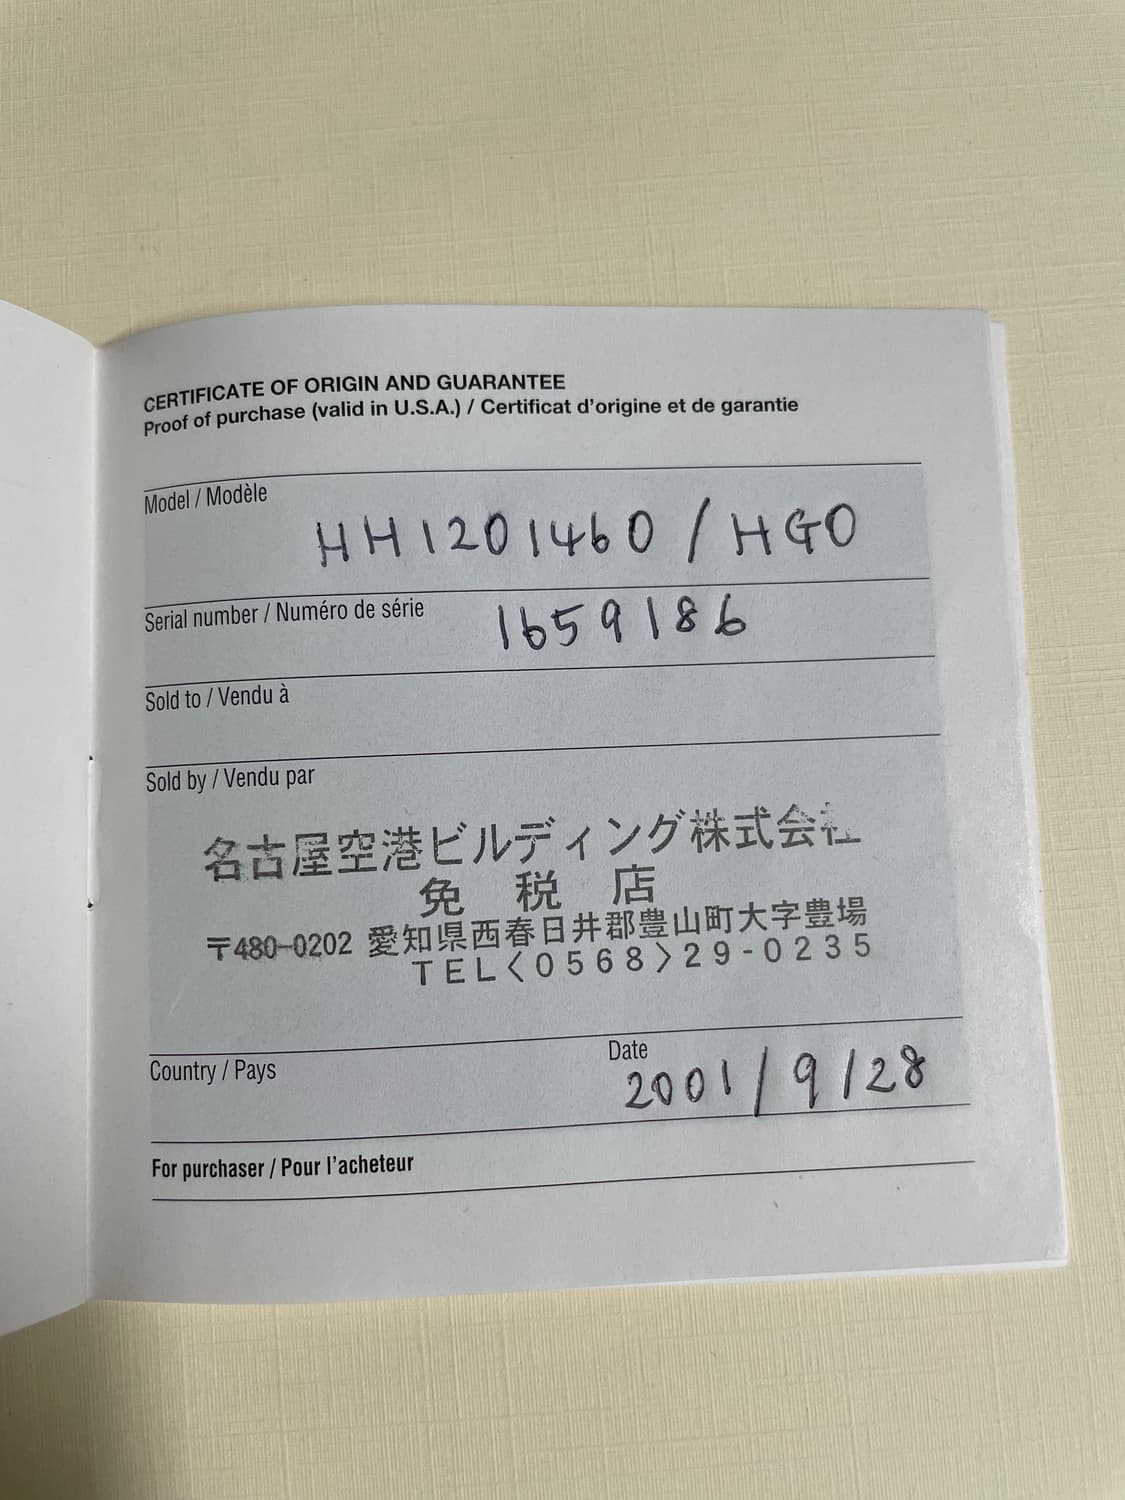 CERTIFICATE OF ORIGIN AND GUARANTEE
Proof of purchase (valid in U.S.A.) / Certificat d'origine et de garantie
Model / Modèle
HH1201460/HGO
Serial number / Numéro de série
1659186
Sold to / Vendu à
Sold by / Vendu par
名古屋空港ビルディング株式会社
免税店
〒480-0202 愛知県西春日井郡豊山町大字豊場
TEL〈0568〉29-0235
Country / Pays
Date
2001/9/28
For purchaser / Pour l'acheteur